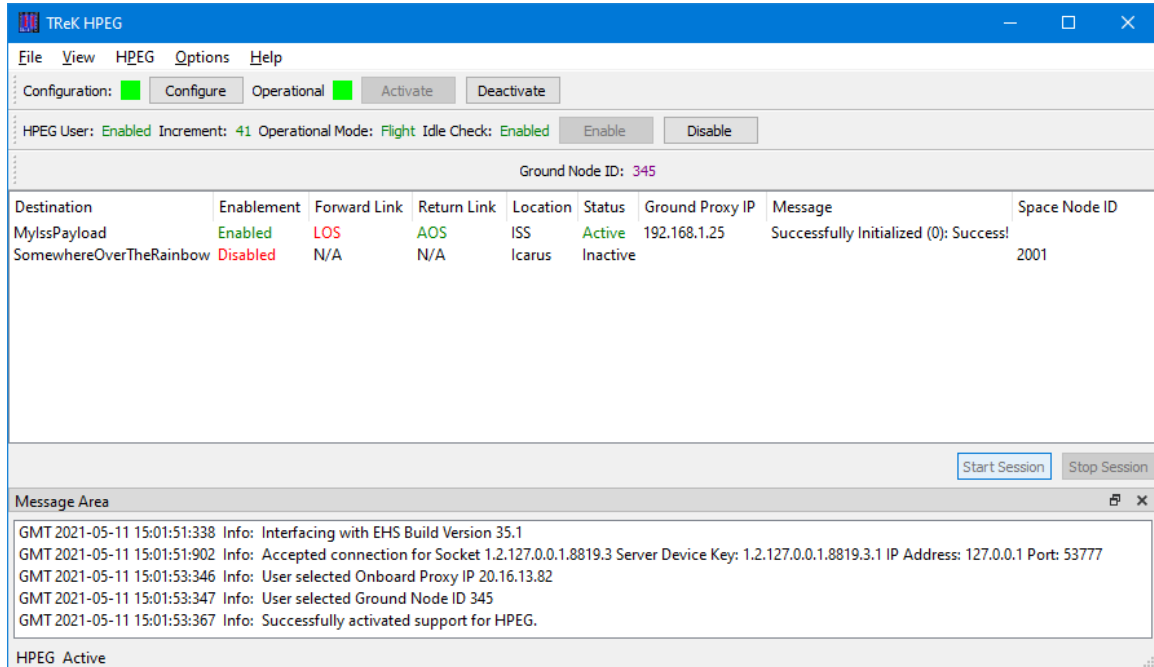 TReK HPEG
File View HPEG Options Help
Configuration: Configure Operational Activate Deactivate
HPEG User: Enabled Increment: 41 Operational Mode: Flight Idle Check: Enabled Enable Disable
Ground Node ID: 345
Destination Enablement Forward Link Return Link Location Status Ground Proxy IP Message Space Node ID
MyIssPayload Enabled LOS AOS ISS Active 192.168.1.25 Successfully Initialized (0): Success!
SomewhereOverTheRainbow Disabled N/A N/A Icarus Inactive 2001
Start Session Stop Session
Message Area
GMT 2021-05-11 15:01:51:338 Info: Interfacing with EHS Build Version 35.1
GMT 2021-05-11 15:01:51:902 Info: Accepted connection for Socket 1.2.127.0.0.1.8819.3 Server Device Key: 1.2.127.0.0.1.8819.3.1 IP Address: 127.0.0.1 Port: 53777
GMT 2021-05-11 15:01:53:346 Info: User selected Onboard Proxy IP 20.16.13.82
GMT 2021-05-11 15:01:53:347 Info: User selected Ground Node ID 345
GMT 2021-05-11 15:01:53:367 Info: Successfully activated support for HPEG.
HPEG Active